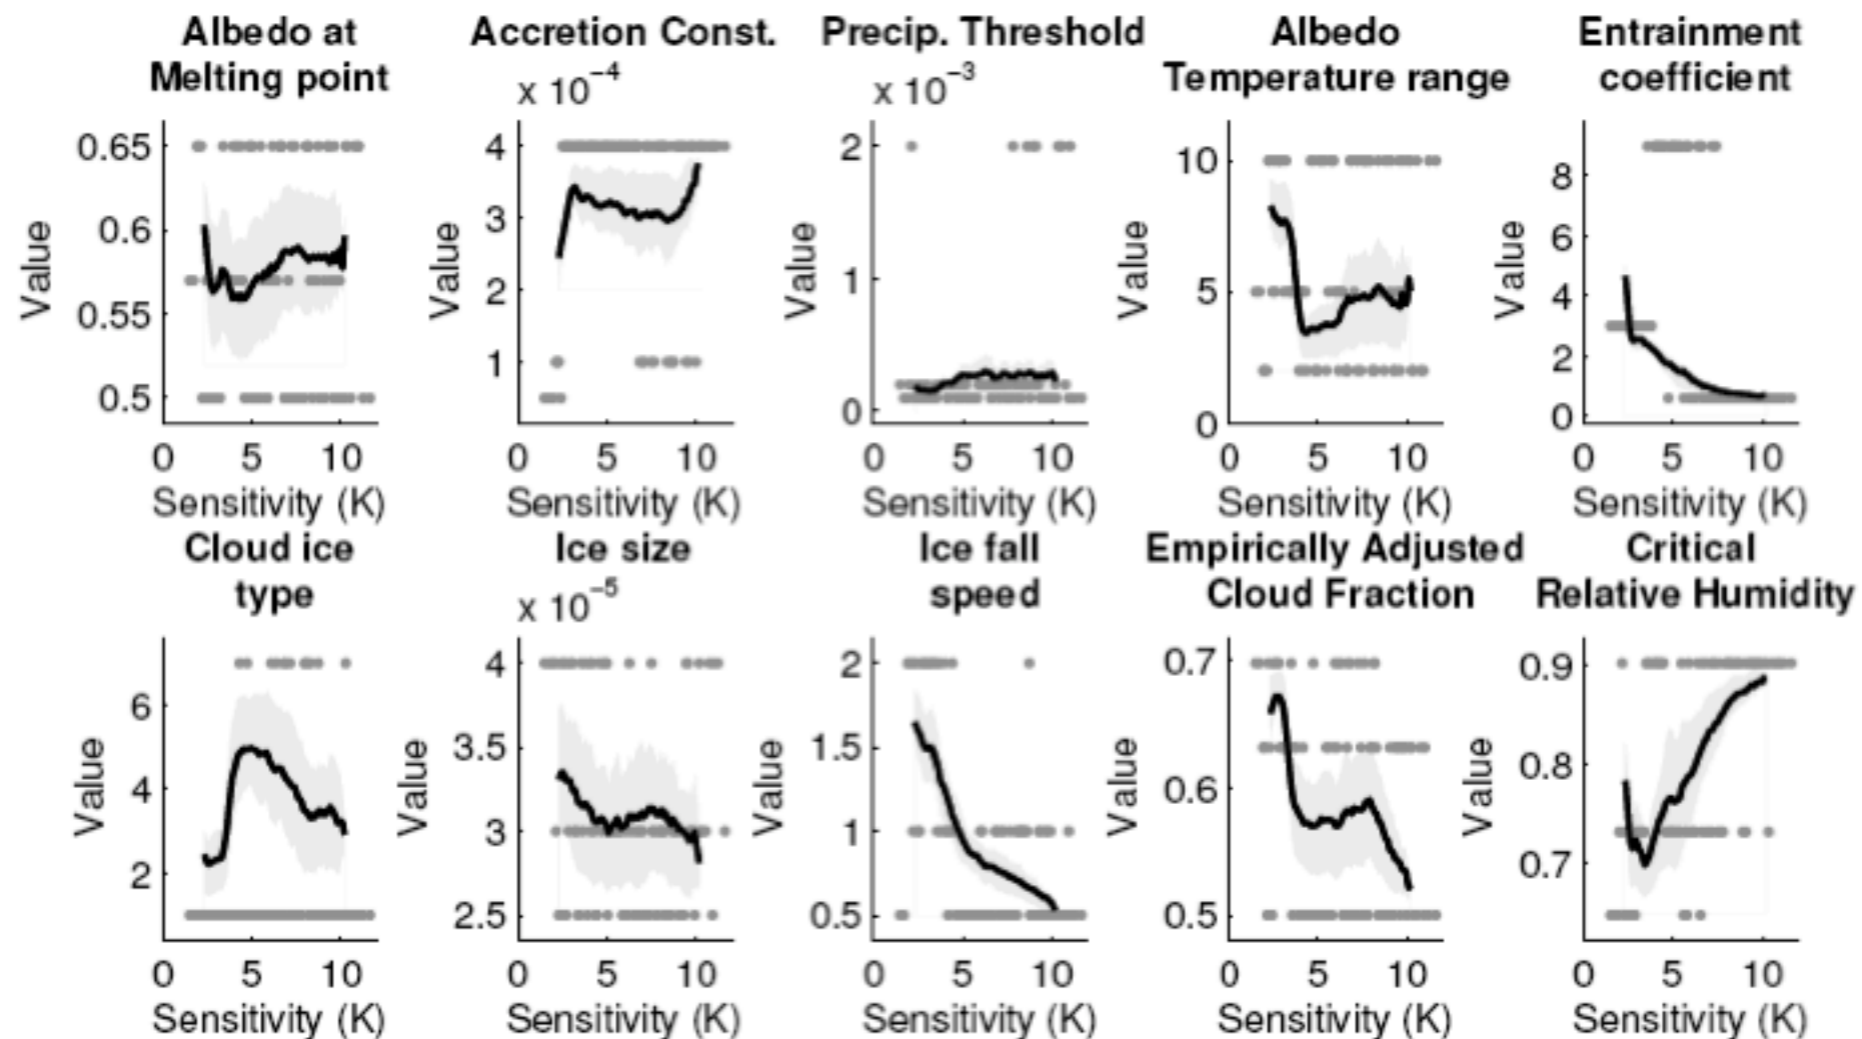 Albedo at
Melting point
Accretion Const.
x 10⁻⁴
Precip. Threshold
x 10⁻³
Albedo
Temperature range
Entrainment
coefficient
Value
0.65
0.6
0.55
0.5
0 5 10
Sensitivity (K)
Value
4
3
2
1
0 5 10
Sensitivity (K)
Value
2
1
0
0 5 10
Sensitivity (K)
Value
10
5
0
0 5 10
Sensitivity (K)
Value
8
6
4
2
0
0 5 10
Sensitivity (K)
Cloud ice
type
Ice size
x 10⁻⁵
Ice fall
speed
Empirically Adjusted
Cloud Fraction
Critical
Relative Humidity
Value
6
4
2
0 5 10
Sensitivity (K)
Value
4
3.5
3
2.5
0 5 10
Sensitivity (K)
Value
2
1.5
1
0.5
0 5 10
Sensitivity (K)
Value
0.7
0.6
0.5
0 5 10
Sensitivity (K)
Value
0.9
0.8
0.7
0 5 10
Sensitivity (K)